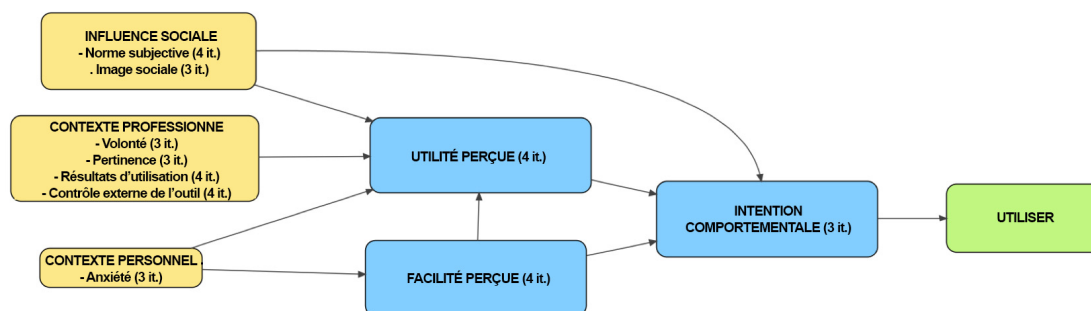 INFLUENCE SOCIALE
- Norme subjective (4 it.)
. Image sociale (3 it.)
CONTEXTE PROFESSIONNE
- Volonté (3 it.)
- Pertinence (3 it.)
- Résultats d'utilisation (4 it.)
- Contrôle externe de l'outil (4 it.)
CONTEXTE PERSONNEL .
- Anxiété (3 it.)
UTILITÉ PERÇUE (4 it.)
FACILITÉ PERÇUE (4 it.)
INTENTION
COMPORTEMENTALE (3 it.)
UTILISER